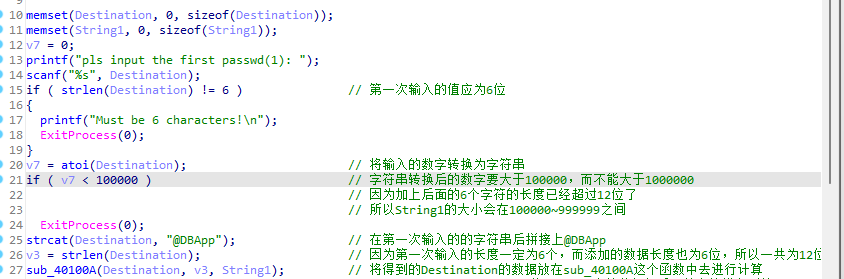 10 memset(Destination, 0, sizeof(Destination));
11 memset(String1, 0, sizeof(String1));
12 v7 = 0;
13 printf("pls input the first passwd(1): ");
14 scanf("%s", Destination);
15 if ( strlen(Destination) != 6 ) // 第一次输入的值应为6位
16 {
17 printf("Must be 6 characters!\n");
18 ExitProcess(0);
19 }
20 v7 = atoi(Destination); // 将输入的数字转换为字符串
21 if ( v7 < 100000 ) // 字符串转换后的数字要大于100000，而不能大于1000000
22 // 因为加上后面的6个字符的长度已经超过12位了
23 // 所以String1的大小会在100000~999999之间
24 ExitProcess(0);
25 strcat(Destination, "@DBApp"); // 在第一次输入的的字符串后拼接上@DBApp
26 v3 = strlen(Destination); // 因为第一次输入的长度一定为6个，而添加的数据长度也为6位，所以一共为12位
27 sub_40100A(Destination, v3, String1); // 将得到的Destination的数据放在sub_40100A这个函数中去进行计算